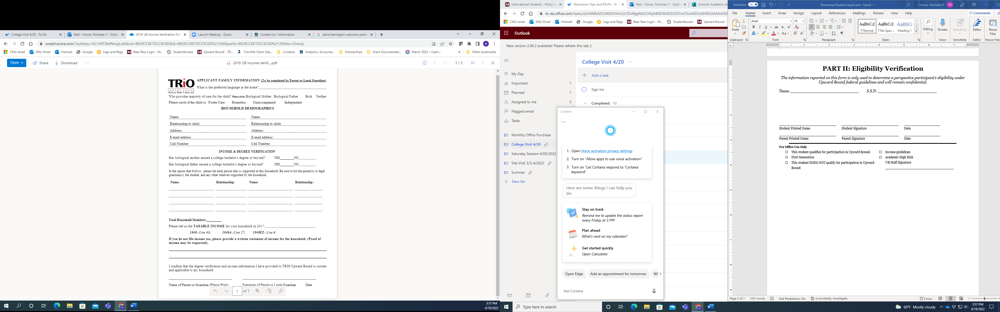 College Visit 4/20 - To Do
Mail - Horne, Nicholas V - Outlo
2018 UB Income Verification For
Launch Meeting - Zoom
Contact Us / Information
davis harrington welcome center
onedrive.live.com/?authkey=%21APCBbfNnipjLzlk&cid=B829CC8E7DCC9C6D&id=B829CC8E7DCC9C6D%21240&parId=B829CC8E7DCC9C6D%21205&o=OneUp
CMU email
MSU Email
Hotmail
Google
Legs and Regs
Bear Pass Login - M...
StudentAccess
Upward Bound - TR...
TutorMe Client Das...
Contacts
Analytics, Accounta...
Scholarships
Grant Documentati...
March 2022 – Hybri...
Other bookmarks
Open
Share
Download
2018 UB Income Verifi....pdf
1 / 3
TRiO
UPWARD BOUND
Adams State University
APPLICANT FAMILY INFORMATION (To be completed by Parent or Legal Guardian)
What is the preferred language in the home?
Who provides majority of care for the child? Please circle: Biological Mother Biological Father Both Neither
Please circle if the child is: Foster Care Homeless Unaccompanied Independent
HOUSEHOLD DEMOGRAPHICS
Name: Name:
Relationship to child: Relationship to child:
Address: Address:
E-mail address: E-mail address:
Cell Number: Cell Number:
INCOME & DEGREE VERIFICATION
Has biological mother earned a college bachelor's degree or beyond? YES________NO__________
Has biological father earned a college bachelor's degree or beyond? YES________NO__________
In the spaces that follow, please list each person that is supported in this household. Be sure to list the parent(s) or legal
guardian(s), the student, and any other relatives supported by the household.
Name: Relationship: Name: Relationship:
Total Household Members:________
Please tell us the TAXABLE INCOME for your household in 2017:
1040--Line 43; 1040A--Line 27; 1040EZ--Line 6
If you do not file income tax, please provide a written statement of income for the household. (Proof of
income may be requested).
I confirm that the degree verification and income information I have provided to TRIO Upward Bound is current
and applicable to my household.
Name of Parent or Guardian (Please Print) Signature of Parent or Legal Guardian Date
1 of 1
3:57 PM
4/19/2022
International Students - Policy Li
Permission Slips and RSVPs - To
Mail - Horne, Nicholas V - Outlo
Summer Academic A
to-do.office.com/tasks/id/AAMkADU3M2E4YmU2LTExMjgtNGU3Ny04NDIlLWZhODYwOTcwNDUzNABGAAAAAAD
CMU email
MSU Email
Hotmail
Google
Legs and Regs
Bear Pass Login - M...
StudentAccess
Upward Bound -
Outlook
New version 2.68.2 available! Please refresh this tab :)
My Day
Important 1
Planned 1
Assigned to me 5
Flagged email
Tasks
Monthly Office Purchase
College Visit 4/20
Saturday Session 4/09/2022
Site Visit 3/3-4/2022
Summer
New list
College Visit 4/20
Add a task
Sign Ins
Completed 10
Cortana
...
1. Open Voice activation privacy settings
2. Turn on "Allow apps to use voice activation"
3. Turn on "Let Cortana respond to 'Cortana'
keyword"
Here are some things I can help you
do:
Stay on track
Remind me to update the status report
every Friday at 3 PM
Plan ahead
What's next on my calendar?
Get started quickly
Open Calculator
Open Edge
Add an appointment for tomorrow
Wh
Ask Cortana
Type here to search
AutoSave On
Shortened Student Applicant • Saved
Horne, Nicholas V HN
File Home Insert Draw Design Layout References Mailings Review View Help
Comments
Paste
Arial 10
Clipboard
Font
Paragraph
AaBbCcI AaBbCcI AaBbCc
¶ Normal ¶ No Spac... Heading 1
Styles
Editing
Dictate
Sensitivity
Editor
Reuse
Files
Voice
Sensitivity
Editor
Reuse Files
PART II: Eligibility Verification
The information reported on this form is only used to determine a perspective participant's eligibility under
Upward Bound federal guidelines and will remain confidential.
Name S.S.N.
Student Printed Name Student Signature Date
Parent Printed Name Parent Signature Date
For Office Use Only
This student qualifies for participation in Upward Bound.
Income guidelines
First Generation
Academic High Risk
This student DOES NOT qualify for participation in Upward
Bound
UB Staff Signature
Page 5 of 7
1551 words
Text Predictions: On
Accessibility: Investigate
Focus
60°F Mostly cloudy
3:57 PM
4/19/2022